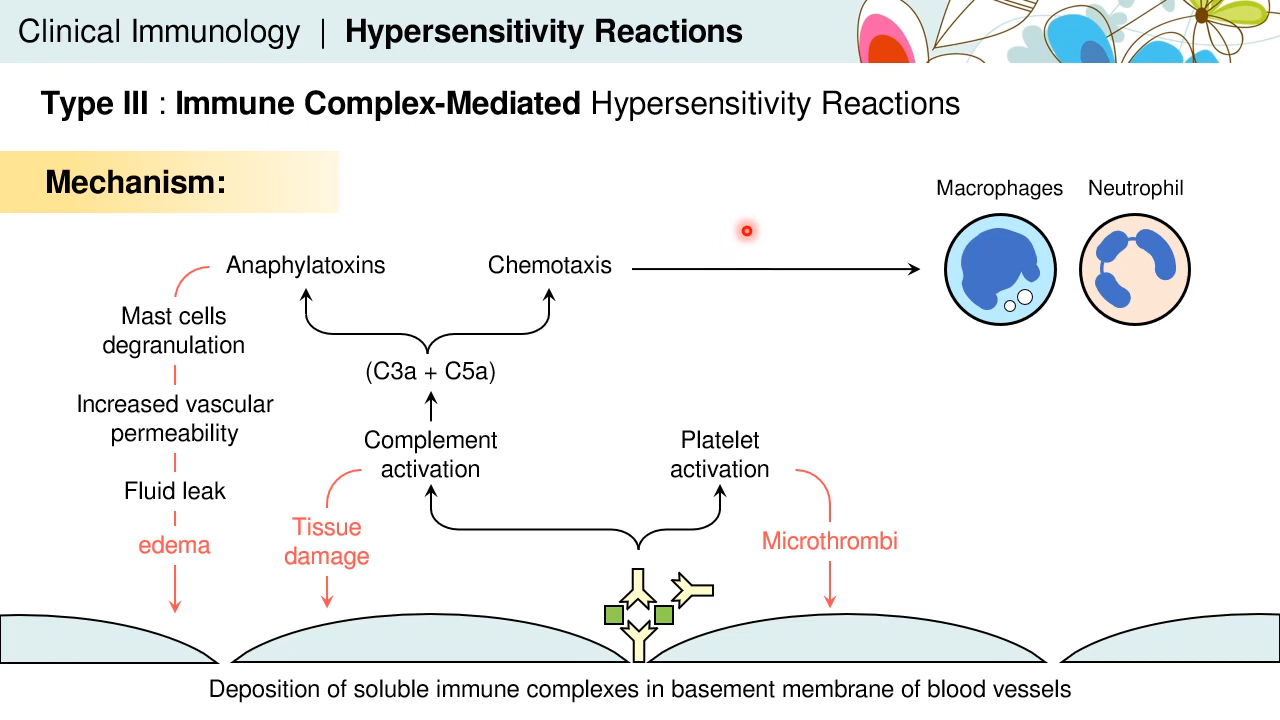 Clinical Immunology | Hypersensitivity Reactions
Type III : Immune Complex-Mediated Hypersensitivity Reactions
Mechanism:
Macrophages
Neutrophil
Anaphylatoxins
Chemotaxis
Mast cells
degranulation
(C3a + C5a)
Increased vascular
permeability
Complement
activation
Platelet
activation
Fluid leak
edema
Tissue
damage
Microthrombi
Deposition of soluble immune complexes in basement membrane of blood vessels